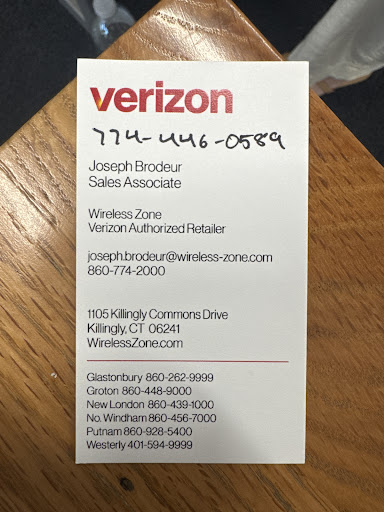 verizon
774-446-0589
Joseph Brodeur
Sales Associate
Wireless Zone
Verizon Authorized Retailer
joseph.brodeur@wireless-zone.com
860-774-2000
1105 Killingly Commons Drive
Killingly, CT 06241
WirelessZone.com
Glastonbury 860-262-9999
Groton 860-448-9000
New London 860-439-1000
No. Windham 860-456-7000
Putnam 860-928-5400
Westerly 401-594-9999